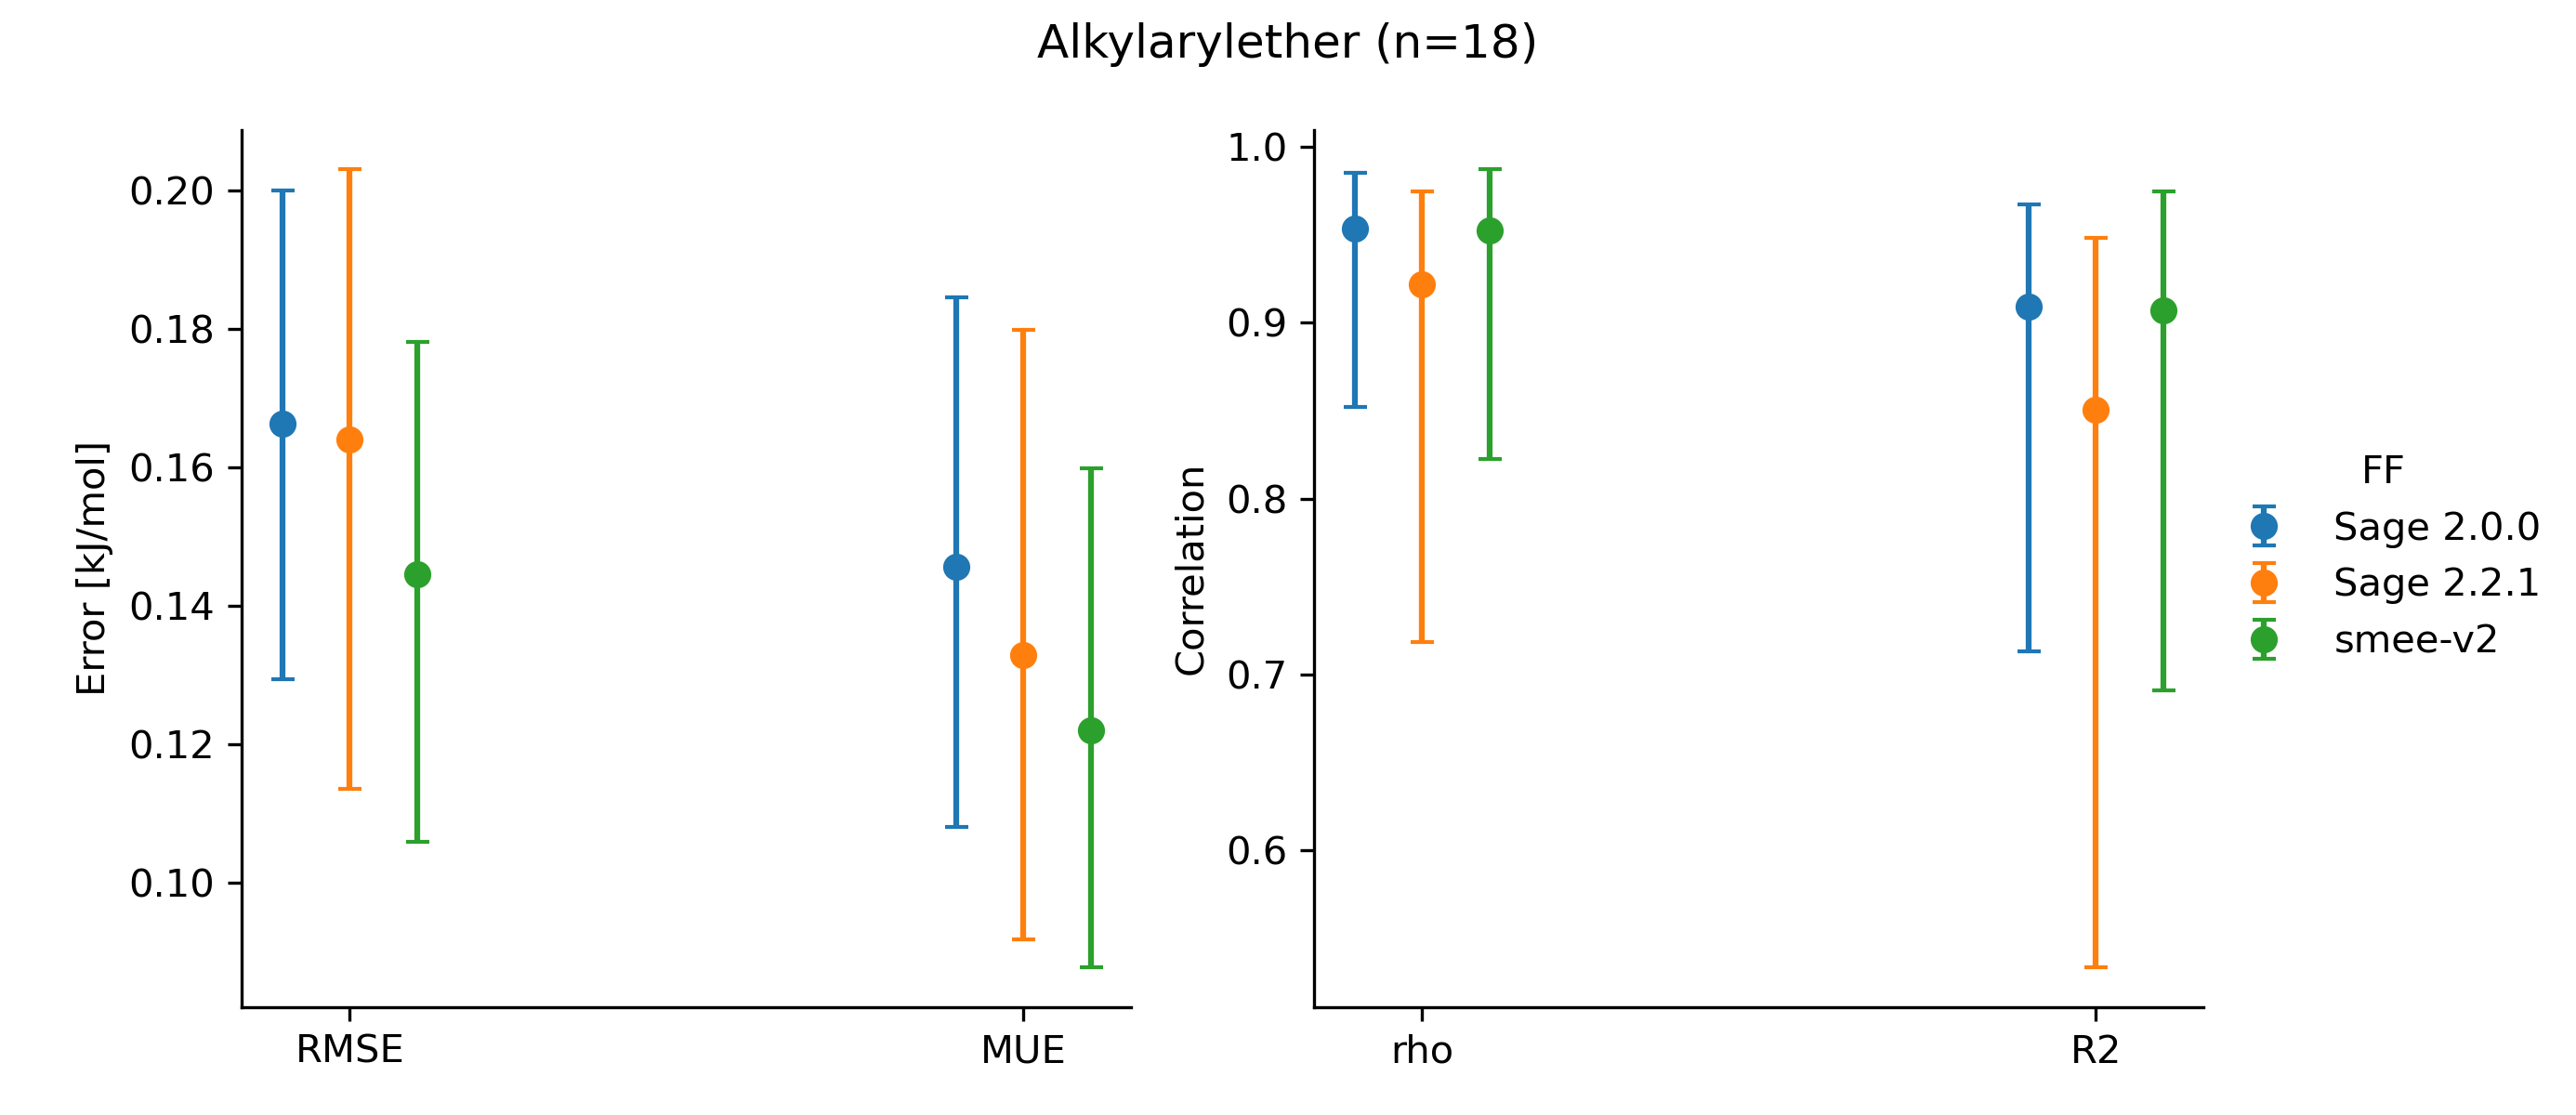 Alkylarylether (n=18)
Error [kJ/mol]
0.20
0.18
0.16
0.14
0.12
0.10
RMSE
MUE
Correlation
1.0
0.9
0.8
0.7
0.6
rho
R2
FF
Sage 2.0.0
Sage 2.2.1
smee-v2